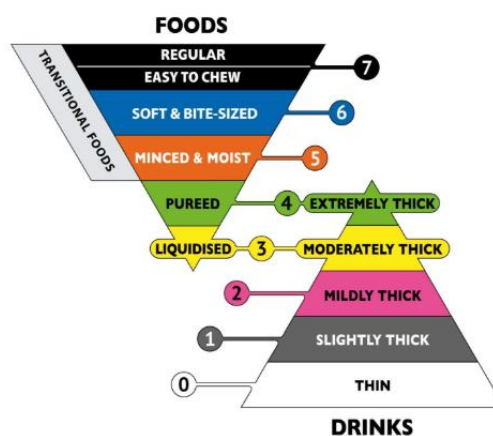 FOODS
TRANSITIONAL FOODS
REGULAR
EASY TO CHEW
7
SOFT & BITE-SIZED
6
MINCED & MOIST
5
PUREED
4
EXTREMELY THICK
LIQUIDISED
3
MODERATELY THICK
2
MILDLY THICK
1
SLIGHTLY THICK
0
THIN
DRINKS